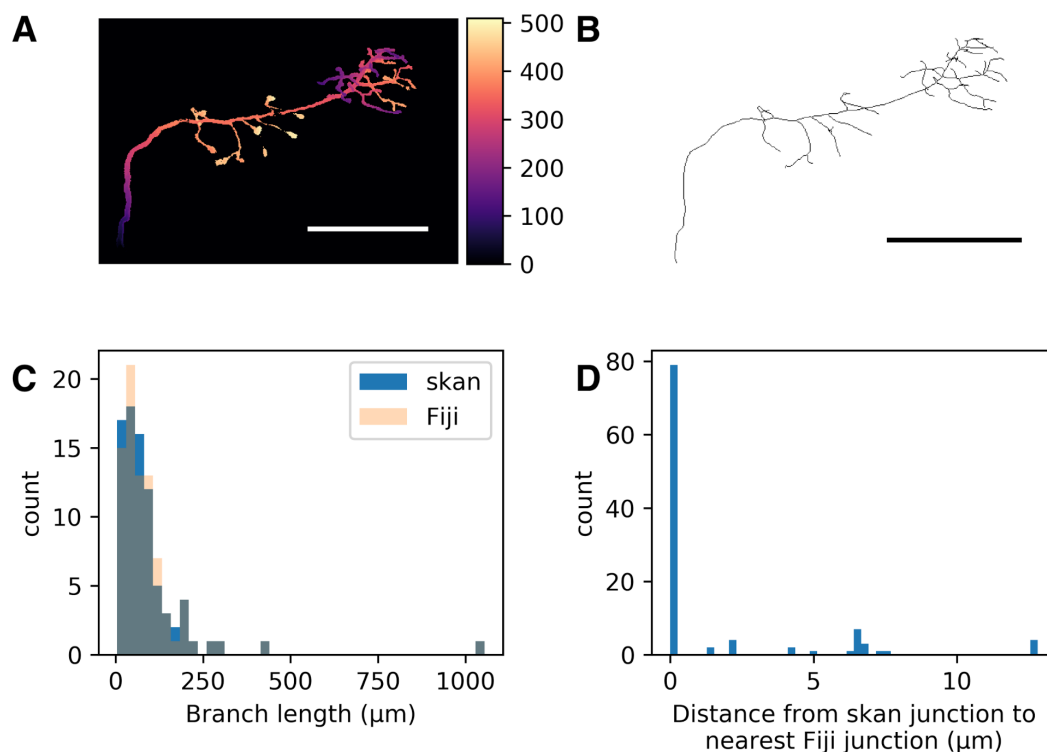 A
500
400
300
200
100
0
B
C
20
15
10
5
0
count
skan
Fiji
0 250 500 750 1000
Branch length (µm)
D
80
60
40
20
0
count
0 5 10
Distance from skan junction to
nearest Fiji junction (µm)